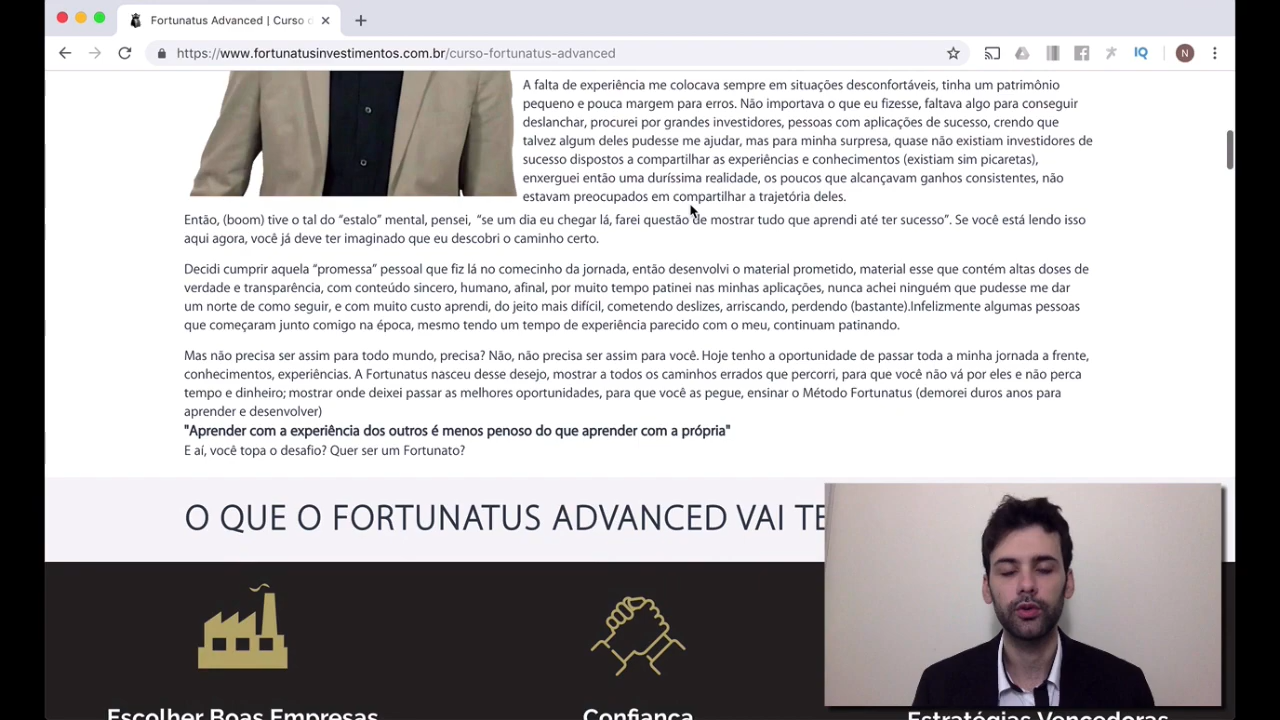 Fortunatus Advanced | Curso d
https://www.fortunatusinvestimentos.com.br/curso-fortunatus-advanced
IQ
N
A falta de experiência me colocava sempre em situações desconfortáveis, tinha um patrimônio
pequeno e pouca margem para erros. Não importava o que eu fizesse, faltava algo para conseguir
deslanchar, procurei por grandes investidores, pessoas com aplicações de sucesso, crendo que
talvez algum deles pudesse me ajudar, mas para minha surpresa, quase não existiam investidores de
sucesso dispostos a compartilhar as experiências e conhecimentos (existiam sim picaretas),
enxerguei então uma duríssima realidade, os poucos que alcançavam ganhos consistentes, não
estavam preocupados em compartilhar a trajetória deles.
Então, (boom) tive o tal do “estalo” mental, pensei, “se um dia eu chegar lá, farei questão de mostrar tudo que aprendi até ter sucesso”. Se você está lendo isso
aqui agora, você já deve ter imaginado que eu descobri o caminho certo.
Decidi cumprir aquela “promessa” pessoal que fiz lá no comecinho da jornada, então desenvolvi o material prometido, material esse que contém altas doses de
verdade e transparência, com conteúdo sincero, humano, afinal, por muito tempo patinei nas minhas aplicações, nunca achei ninguém que pudesse me dar
um norte de como seguir, e com muito custo aprendi, do jeito mais difícil, cometendo deslizes, arriscando, perdendo (bastante).Infelizmente algumas pessoas
que começaram junto comigo na época, mesmo tendo um tempo de experiência parecido com o meu, continuam patinando.
Mas não precisa ser assim para todo mundo, precisa? Não, não precisa ser assim para você. Hoje tenho a oportunidade de passar toda a minha jornada a frente,
conhecimentos, experiências. A Fortunatus nasceu desse desejo, mostrar a todos os caminhos errados que percorri, para que você não vá por eles e não perca
tempo e dinheiro; mostrar onde deixei passar as melhores oportunidades, para que você as pegue, ensinar o Método Fortunatus (demorei duros anos para
aprender e desenvolver)
"Aprender com a experiência dos outros é menos penoso do que aprender com a própria"
E aí, você topa o desafio? Quer ser um Fortunato?
O QUE O FORTUNATUS ADVANCED VAI TE
Escolher Boas Empresas
Confiança
Estratégias Vencedoras